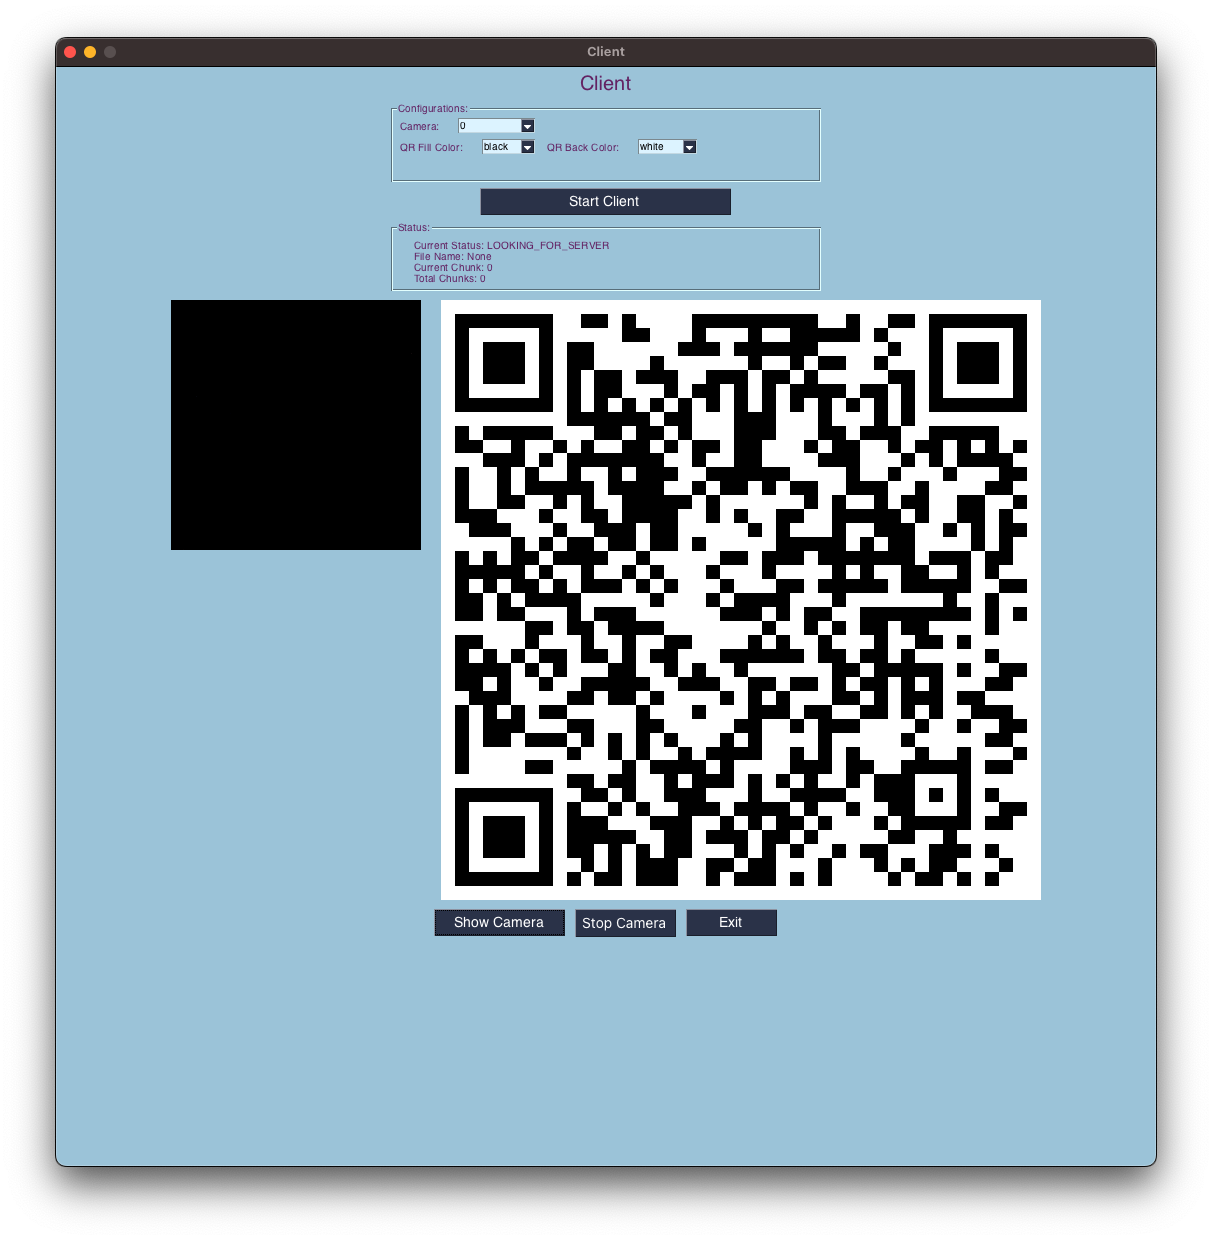 Client
Client
Configurations:
Camera: 0
QR Fill Color: black QR Back Color: white
Start Client
Status:
Current Status: LOOKING_FOR_SERVER
File Name: None
Current Chunk: 0
Total Chunks: 0
Show Camera Stop Camera Exit